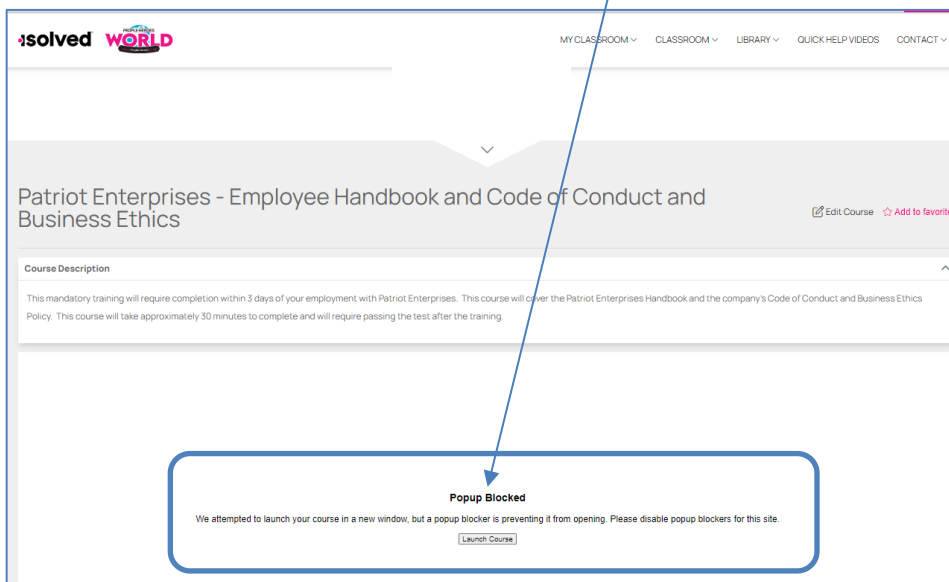 isolved PEOPLE HEROES WORLD
MY CLASSROOM CLASSROOM LIBRARY QUICK HELP VIDEOS CONTACT
Patriot Enterprises - Employee Handbook and Code of Conduct and
Business Ethics
Edit Course Add to favorite
Course Description
This mandatory training will require completion within 3 days of your employment with Patriot Enterprises. This course will cover the Patriot Enterprises Handbook and the company's Code of Conduct and Business Ethics
Policy. This course will take approximately 30 minutes to complete and will require passing the test after the training.
Popup Blocked
We attempted to launch your course in a new window, but a popup blocker is preventing it from opening. Please disable popup blockers for this site.
Launch Course